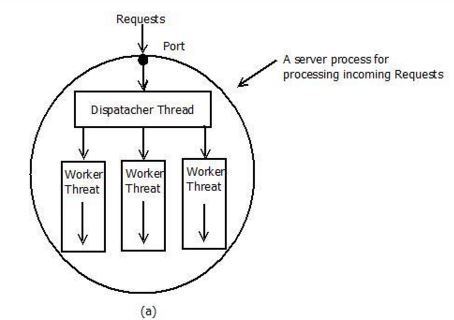 Requests
Port
A server process for
processing incoming Requests
Dispatacher Thread
Worker
Threat
Worker
Threat
Worker
Threat
(a)